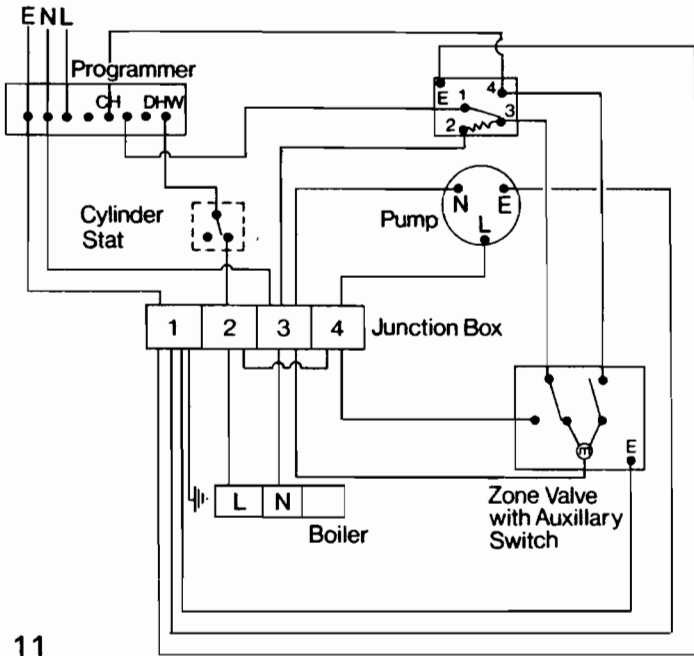 E N L
Programmer
CH DHW
E 1 4
2 3
Cylinder
Stat
Pump
N E
L
1 2 3 4 Junction Box
m E
L N
Boiler
Zone Valve
with Auxillary
Switch
11